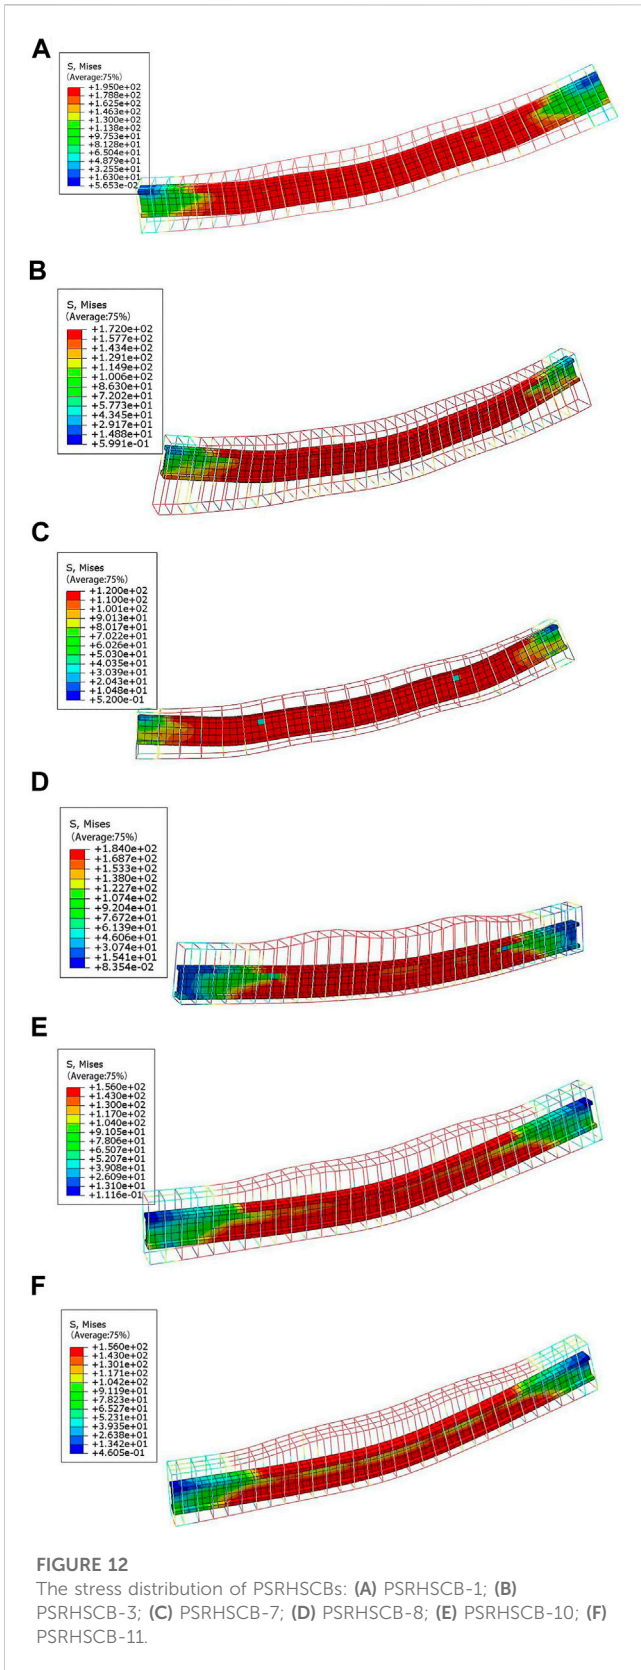 A
S, Mises
(Average:75%)
+1.950e+02
+1.788e+02
+1.625e+02
+1.463e+02
+1.300e+02
+1.138e+02
+9.753e+01
+8.128e+01
+6.504e+01
+4.879e+01
+3.255e+01
+1.630e+01
+5.653e-02
B
S, Mises
(Average:75%)
+1.720e+02
+1.577e+02
+1.434e+02
+1.291e+02
+1.149e+02
+1.006e+02
+8.630e+01
+7.202e+01
+5.773e+01
+4.345e+01
+2.917e+01
+1.488e+01
+5.991e-01
C
S, Mises
(Average:75%)
+1.200e+02
+1.100e+02
+1.001e+02
+9.013e+01
+8.017e+01
+7.022e+01
+6.026e+01
+5.030e+01
+4.035e+01
+3.039e+01
+2.043e+01
+1.048e+01
+5.200e-01
D
S, Mises
(Average:75%)
+1.840e+02
+1.687e+02
+1.533e+02
+1.380e+02
+1.227e+02
+1.074e+02
+9.204e+01
+7.672e+01
+6.139e+01
+4.606e+01
+3.074e+01
+1.541e+01
+8.354e-02
E
S, Mises
(Average:75%)
+1.560e+02
+1.430e+02
+1.300e+02
+1.170e+02
+1.040e+02
+9.105e+01
+7.806e+01
+6.507e+01
+5.207e+01
+3.908e+01
+2.609e+01
+1.310e+01
+1.116e-01
F
S, Mises
(Average:75%)
+1.560e+02
+1.430e+02
+1.301e+02
+1.171e+02
+1.042e+02
+9.119e+01
+7.823e+01
+6.527e+01
+5.231e+01
+3.935e+01
+2.638e+01
+1.342e+01
+4.605e-01
FIGURE 12
The stress distribution of PSRHSCBs: (A) PSRHSCB-1; (B)
PSRHSCB-3; (C) PSRHSCB-7; (D) PSRHSCB-8; (E) PSRHSCB-10; (F)
PSRHSCB-11.